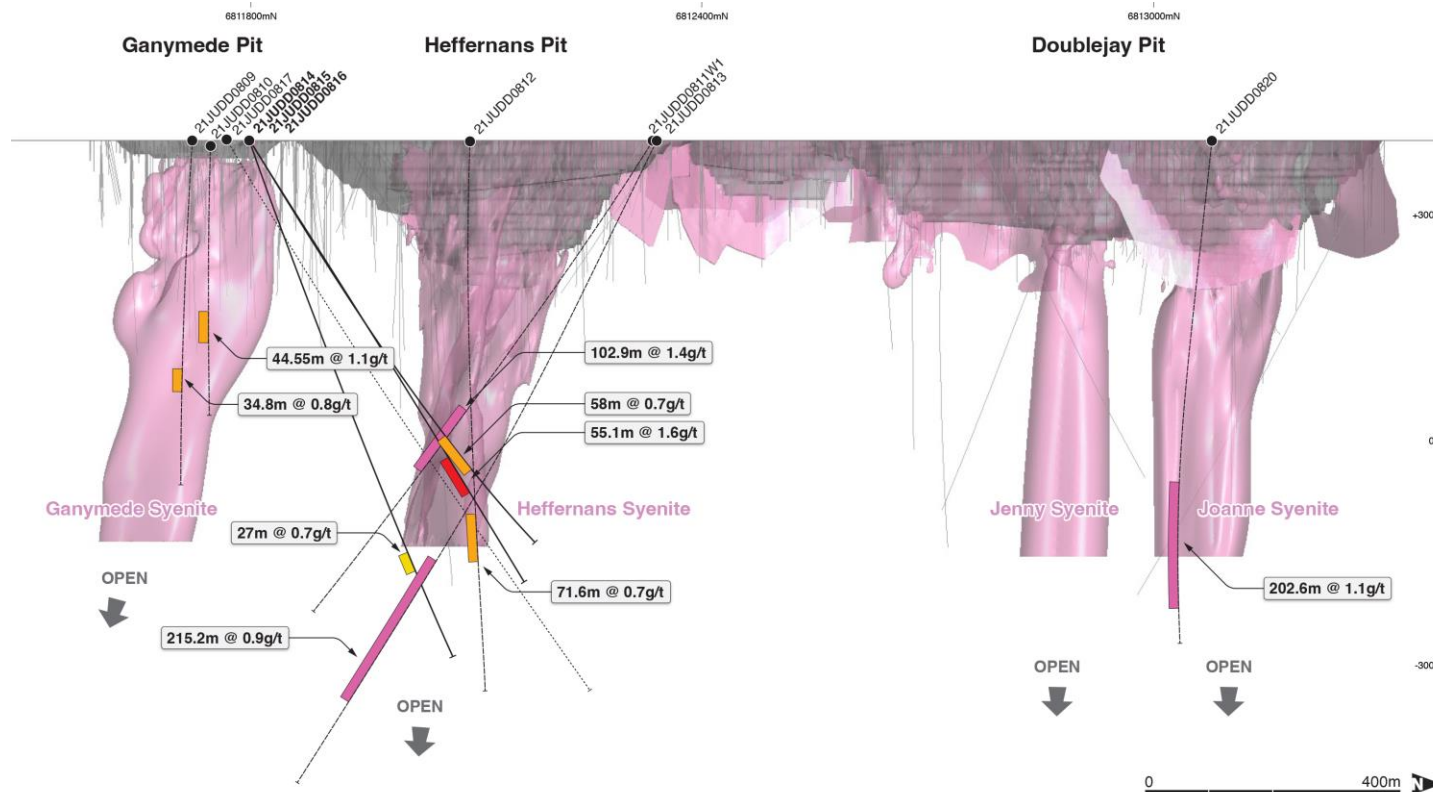 6811800mN
6812400mN
6813000mN
Ganymede Pit
Heffernans Pit
Doublejay Pit
21JUDD0809
21JUDD0810
21JUDD0817
21JUDD0814
21JUDD0815
21JUDD0816
21JUDD0812
21JUDD0811W1
21JUDD0813
21JUDD0820
+300
44.55m @ 1.1g/t
102.9m @ 1.4g/t
34.8m @ 0.8g/t
58m @ 0.7g/t
55.1m @ 1.6g/t
0
Ganymede Syenite
Heffernans Syenite
Jenny Syenite
Joanne Syenite
27m @ 0.7g/t
OPEN
71.6m @ 0.7g/t
202.6m @ 1.1g/t
215.2m @ 0.9g/t
OPEN
OPEN
-300
OPEN
0
400m
N